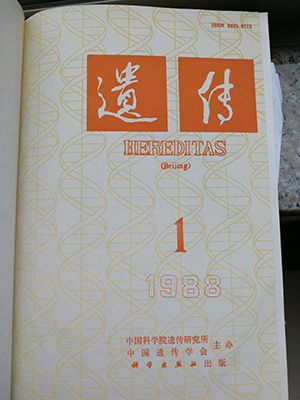 ISSN 0253-9772
遺传
HEREDITAS
(Beijing)
1
1988
中国科学院遗传研究所
中国遗传学会 主办
科学出版社 出版